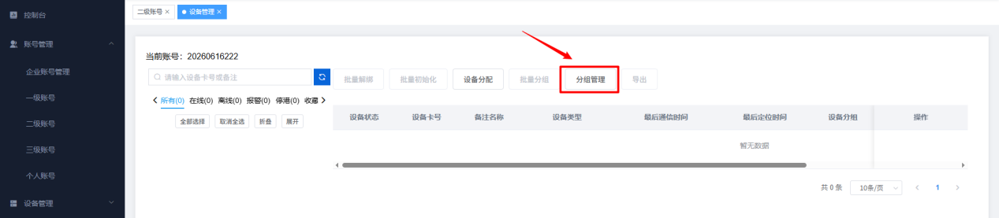 控制台
账号管理
企业账号管理
一级账号
二级账号
三级账号
个人账号
设备管理
二级账号 ×
设备管理 ×
当前账号：20260616222
请输入设备卡号或备注
批量解绑 批量初始化 设备分配 批量分组 分组管理 导出
所有(0) 在线(0) 离线(0) 报警(0) 停港(0) 收藏
全部选择 取消全选 折叠 展开
设备状态 设备卡号 备注名称 设备类型 最后通信时间 最后定位时间 设备分组 操作
暂无数据
共 0 条 10条/页 1